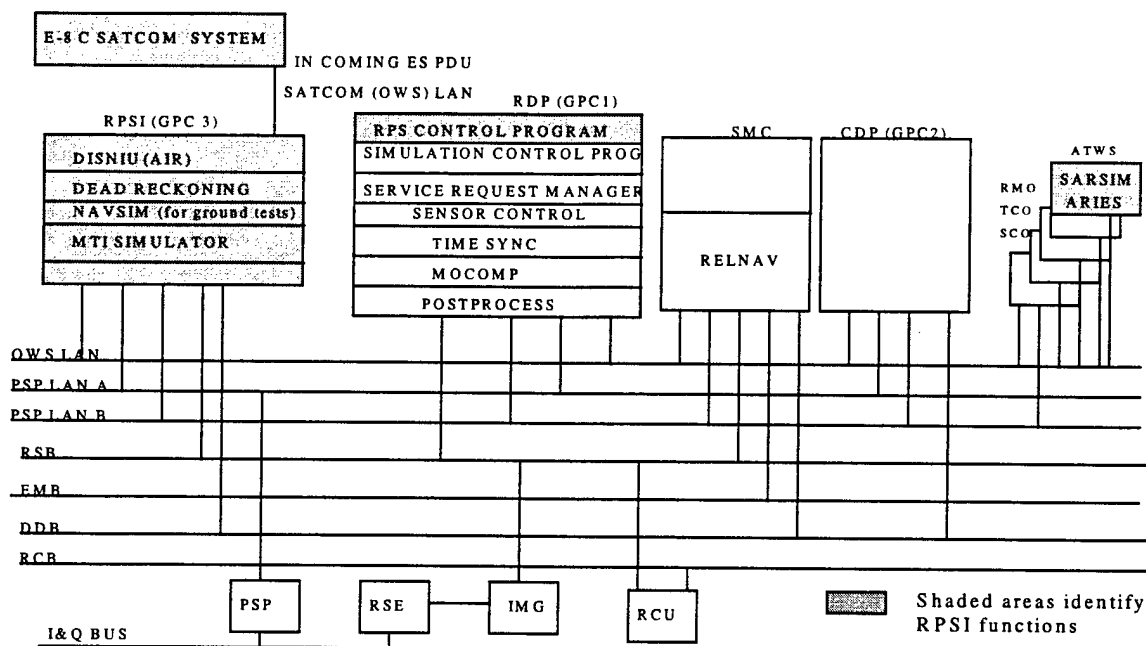 E-8C SATCOM SYSTEM
IN COMING ES PDU
SATCOM (OWS) LAN
RPSI (GPC 3)
DISNIU (AIR)
DEAD RECKONING
NAVSIM (for ground tests)
MTI SIMULATOR
RDP (GPC1)
RPS CONTROL PROGRAM
SIMULATION CONTROL PROG
SERVICE REQUEST MANAGER
SENSOR CONTROL
TIME SYNC
MOCOMP
POSTPROCESS
SMC
RELNAV
CDP (GPC2)
ATWS
SARSIM
ARIES
RMO
TCO
SCO
OWS LAN
PSP LAN A
PSP LAN B
RSB
EMB
DDB
RCB
PSP
RSE
IMG
RCU
I&Q BUS
Shaded areas identify
RPSI functions